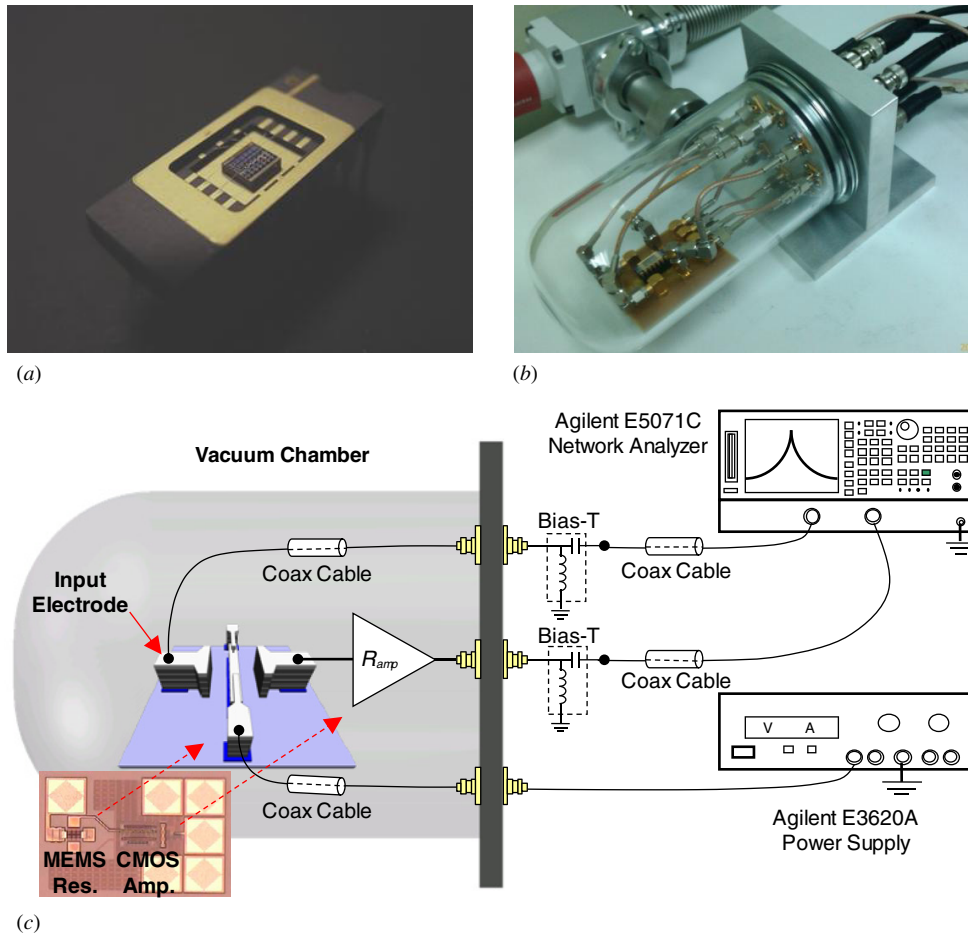 (a)
(b)
Agilent E5071C
Network Analyzer
Vacuum Chamber
Bias-T
Coax Cable
Coax Cable
Input
Electrode
Bias-T
R_amp
Coax Cable
V A
Coax Cable
MEMS CMOS
Res. Amp.
Agilent E3620A
Power Supply
(c)